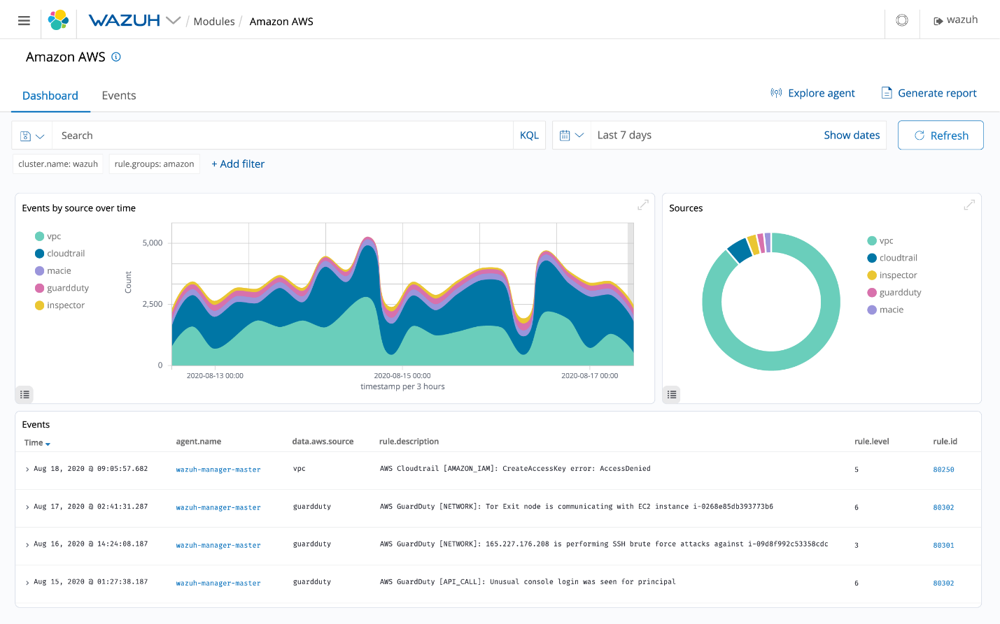 WAZUH / Modules / Amazon AWS
wazuh
Amazon AWS
Dashboard Events
Explore agent Generate report
Search KQL
Last 7 days Show dates
Refresh
cluster.name: wazuh rule.groups: amazon + Add filter
Events by source over time
vpc
cloudtrail
macie
guardduty
inspector
Count
5,000
2,500
0
2020-08-13 00:00 2020-08-15 00:00 2020-08-17 00:00
timestamp per 3 hours
Sources
vpc
cloudtrail
inspector
guardduty
macie
Events
Time agent.name data.aws.source rule.description rule.level rule.id
Aug 18, 2020 @ 09:05:57.682 wazuh-manager-master vpc AWS Cloudtrail [AMAZON_IAM]: CreateAccessKey error: AccessDenied 5 80250
Aug 17, 2020 @ 02:41:31.287 wazuh-manager-master guardduty AWS GuardDuty [NETWORK]: Tor Exit node is communicating with EC2 instance i-0268e85db393773b6 6 80302
Aug 16, 2020 @ 14:24:08.187 wazuh-manager-master guardduty AWS GuardDuty [NETWORK]: 165.227.176.208 is performing SSH brute force attacks against i-09d8f992c53358cdc 3 80301
Aug 15, 2020 @ 01:27:38.187 wazuh-manager-master guardduty AWS GuardDuty [API_CALL]: Unusual console login was seen for principal 6 80302